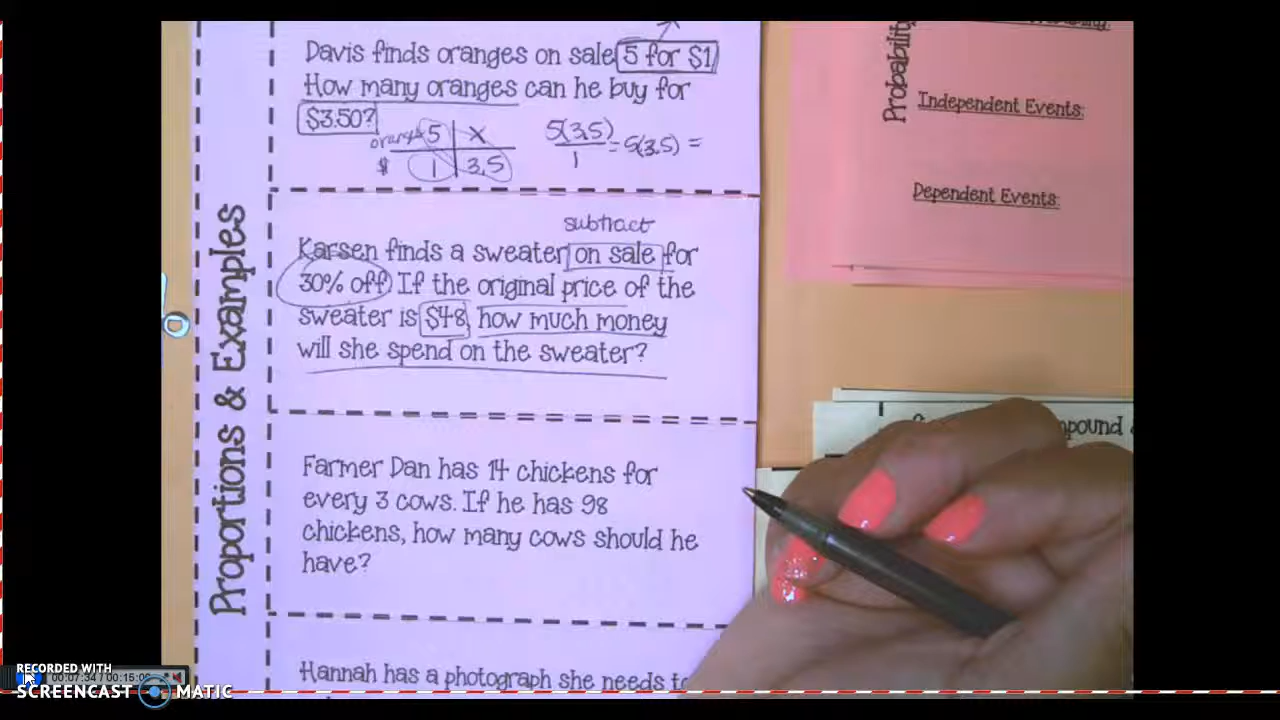 Davis finds oranges on sale 5 for $1
How many oranges can he buy for
$3.50?
oranges 5 x
$ 1 3.5
5(3.5)
1
= 5(3.5) =
subtract
Karsen finds a sweater on sale for
30% off. If the original price of the
sweater is $48, how much money
will she spend on the sweater?
Farmer Dan has 14 chickens for
every 3 cows. If he has 98
chickens, how many cows should he
have?
Hannah has a photograph she needs to
Proportions & Examples
Probability
Independent Events:
Dependent Events:
RECORDED WITH
SCREENCAST MATIC